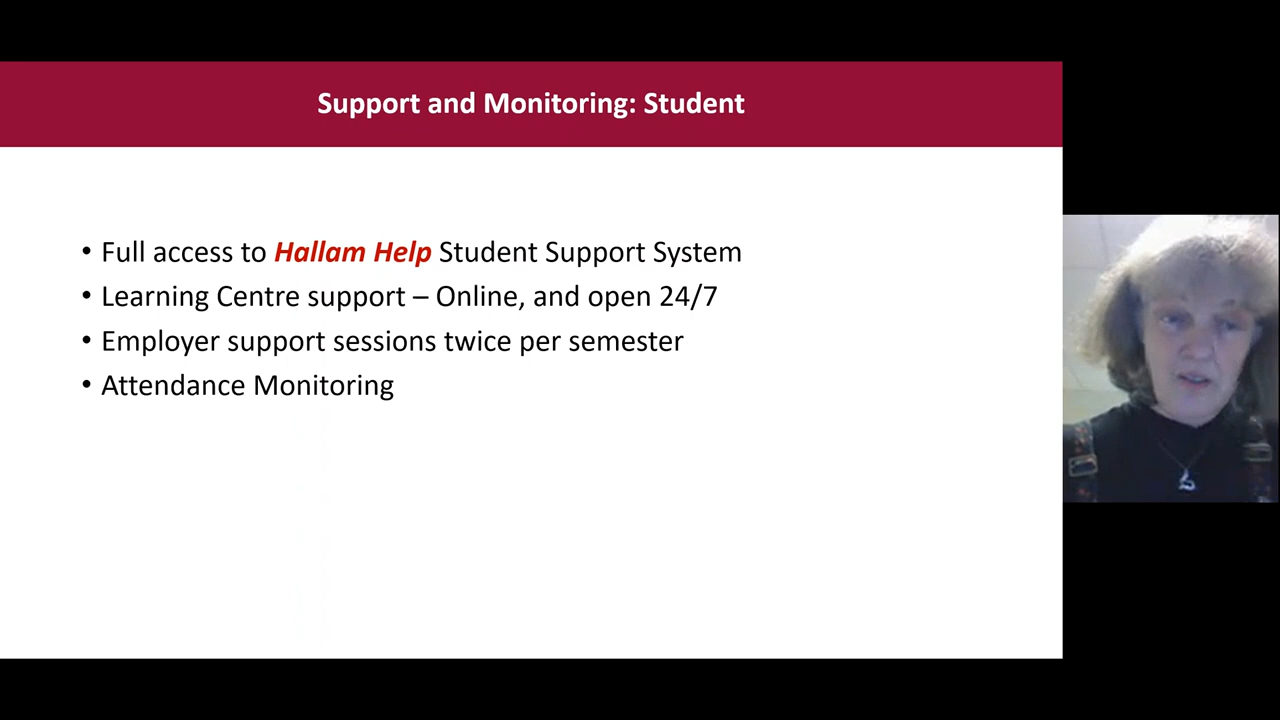 Support and Monitoring: Student
• Full access to Hallam Help Student Support System
• Learning Centre support – Online, and open 24/7
• Employer support sessions twice per semester
• Attendance Monitoring